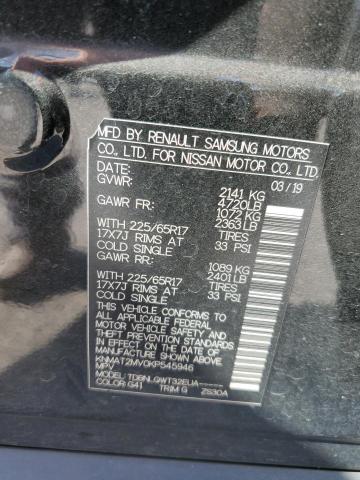 MFD BY RENAULT SAMSUNG MOTORS
CO., LTD. FOR NISSAN MOTOR CO., LTD.
DATE: 03/19
GVWR: 2141 KG
4720LB
GAWR FR: 1072 KG
2363LB
WITH 225/65R17 TIRES
17X7J RIMS AT 33 PSI
COLD SINGLE
GAWR RR: 1089 KG
2401LB
WITH 225/65R17 TIRES
17X7J RIMS AT 33 PSI
COLD SINGLE
THIS VEHICLE CONFORMS TO
ALL APPLICABLE FEDERAL
MOTOR VEHICLE SAFETY AND
THEFT PREVENTION STANDARDS
IN EFFECT ON THE DATE OF
MANUFACTURE SHOWN ABOVE.
KNMAT2MV0KP545946
MPV
MODEL: TDBNLQWT32EUA-----
COLOR: G41 TRIM G ZS30A